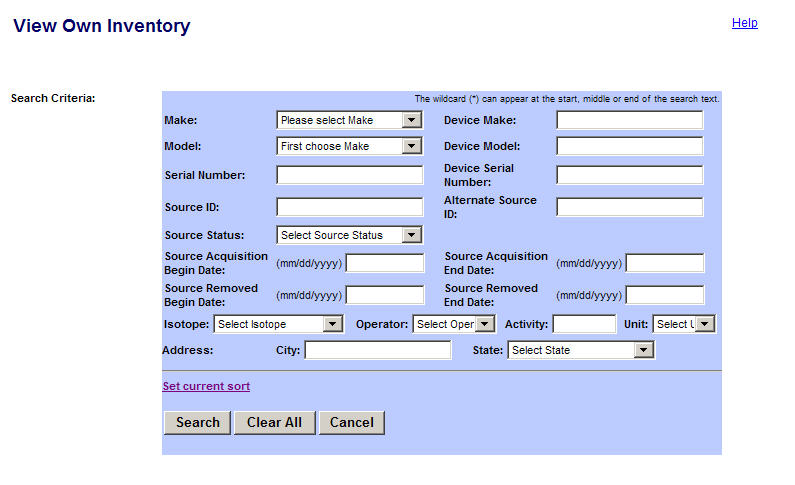 View Own Inventory Help
Search Criteria: The wildcard (*) can appear at the start, middle or end of the search text.
Make: Please select Make Device Make:
Model: First choose Make Device Model:
Serial Number: Device Serial
Number:
Source ID: Alternate Source
ID:
Source Status: Select Source Status
Source Acquisition
Begin Date: (mm/dd/yyyy) Source Acquisition
End Date: (mm/dd/yyyy)
Source Removed
Begin Date: (mm/dd/yyyy) Source Removed
End Date: (mm/dd/yyyy)
Isotope: Select Isotope Operator: Select Oper Activity: Unit: Select U
Address: City: State: Select State
Set current sort
Search Clear All Cancel